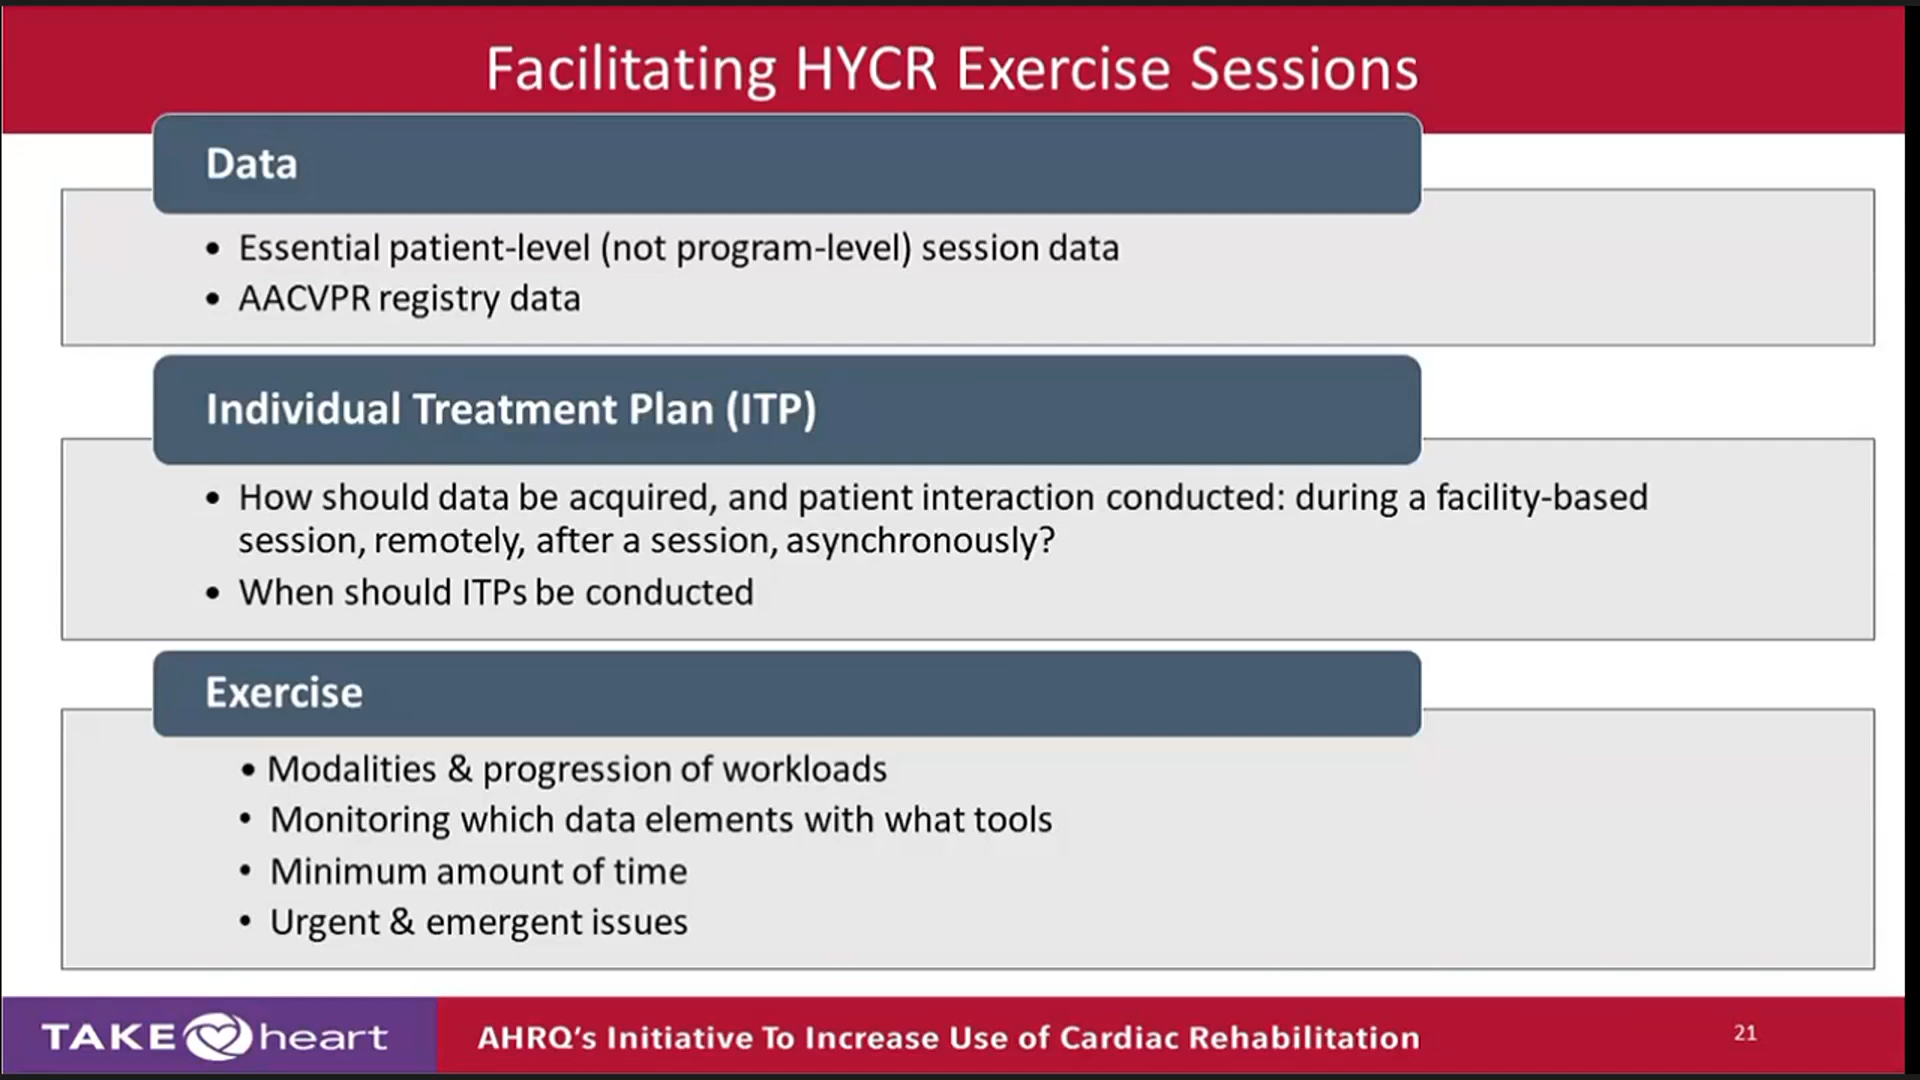 Facilitating HYCR Exercise Sessions
Data
• Essential patient-level (not program-level) session data
• AACVPR registry data
Individual Treatment Plan (ITP)
• How should data be acquired, and patient interaction conducted: during a facility-based
session, remotely, after a session, asynchronously?
• When should ITPs be conducted
Exercise
• Modalities & progression of workloads
• Monitoring which data elements with what tools
• Minimum amount of time
• Urgent & emergent issues
TAKE heart
AHRQ's Initiative To Increase Use of Cardiac Rehabilitation
21